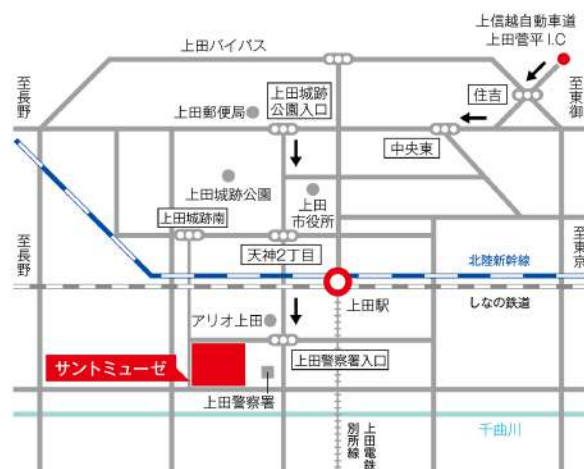 上信越自動車道
上田菅平 I.C
上田バイパス
至長野
上田城跡
公園入口
住吉
至東御
上田郵便局
中央東
上田城跡公園
上田
市役所
上田城跡南
天神2丁目
至長野
至東京
北陸新幹線
上田駅
しなの鉄道
アリオ上田
サントミューゼ
上田警察署入口
上田警察署
上田電鉄
別所線
千曲川